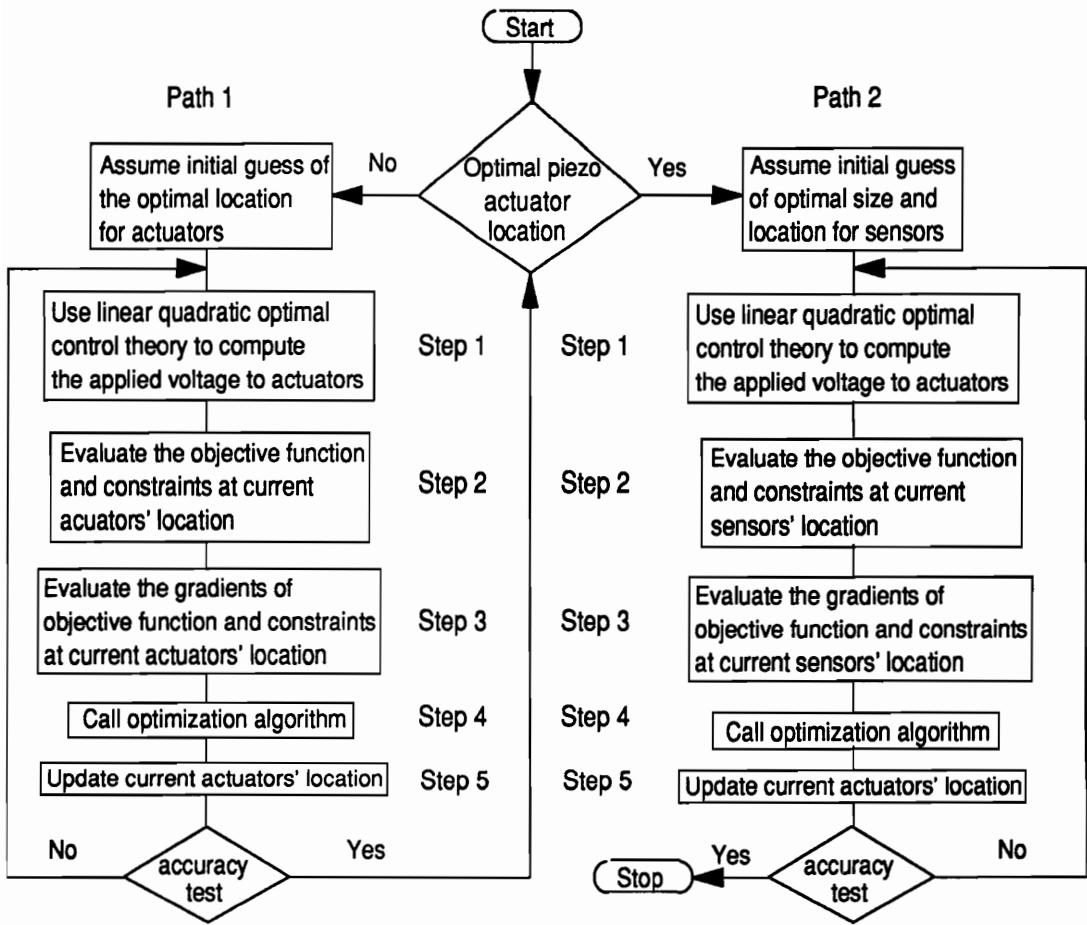 Start
Path 1
Path 2
Assume initial guess of
the optimal location
for actuators
No
Optimal piezo
actuator
location
Yes
Assume initial guess
of optimal size and
location for sensors
Use linear quadratic optimal
control theory to compute
the applied voltage to actuators
Step 1
Step 1
Use linear quadratic optimal
control theory to compute
the applied voltage to actuators
Evaluate the objective function
and constraints at current
acuators' location
Step 2
Step 2
Evaluate the objective function
and constraints at current
sensors' location
Evaluate the gradients of
objective function and constraints
at current actuators' location
Step 3
Step 3
Evaluate the gradients of
objective function and constraints
at current sensors' location
Call optimization algorithm
Step 4
Step 4
Call optimization algorithm
Update current actuators' location
Step 5
Step 5
Update current actuators' location
No
accuracy
test
Yes
Stop
Yes
accuracy
test
No